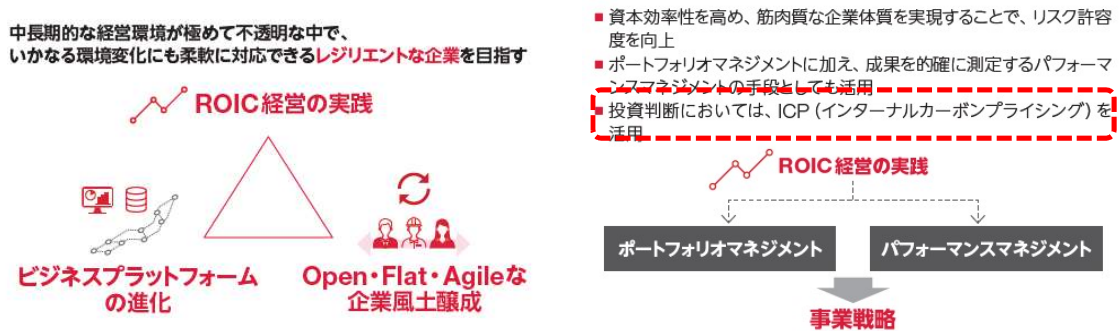 中長期的な経営環境が極めて不透明な中で、
いかなる環境変化にも柔軟に対応できるレジリエントな企業を目指す
ROIC経営の実践
ビジネスプラットフォーム
の進化
Open・Flat・Agileな
企業風土醸成
■ 資本効率性を高め、筋肉質な企業体質を実現することで、リスク許容
度を向上
■ ポートフォリオマネジメントに加え、成果を的確に測定するパフォーマ
ンスマネジメントの手段としても活用
■ 投資判断においては、ICP（インターナルカーボンプライシング）を
活用
ROIC経営の実践
ポートフォリオマネジメント
パフォーマンスマネジメント
事業戦略